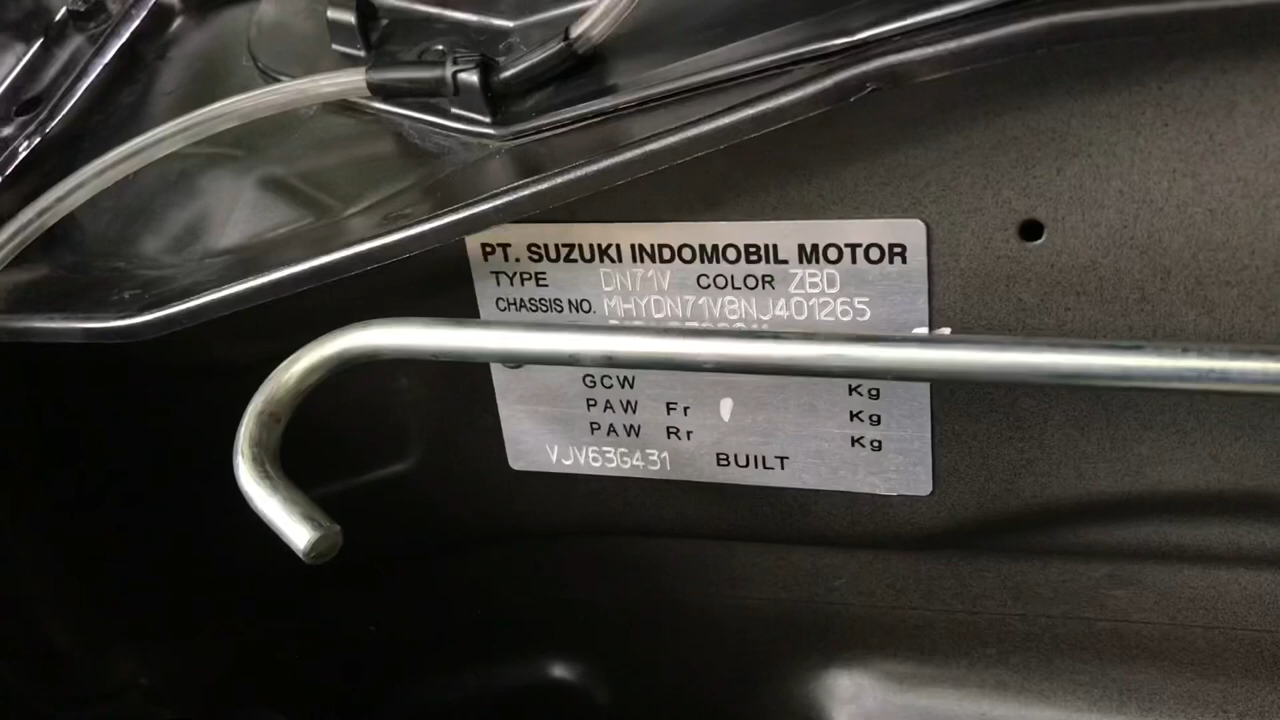 PT. SUZUKI INDOMOBIL MOTOR
TYPE DN71V COLOR ZBD
CHASSIS NO. MHYDN71V8NJ401265
GCW Kg
PAW Fr Kg
PAW Rr Kg
VJV63G431 BUILT